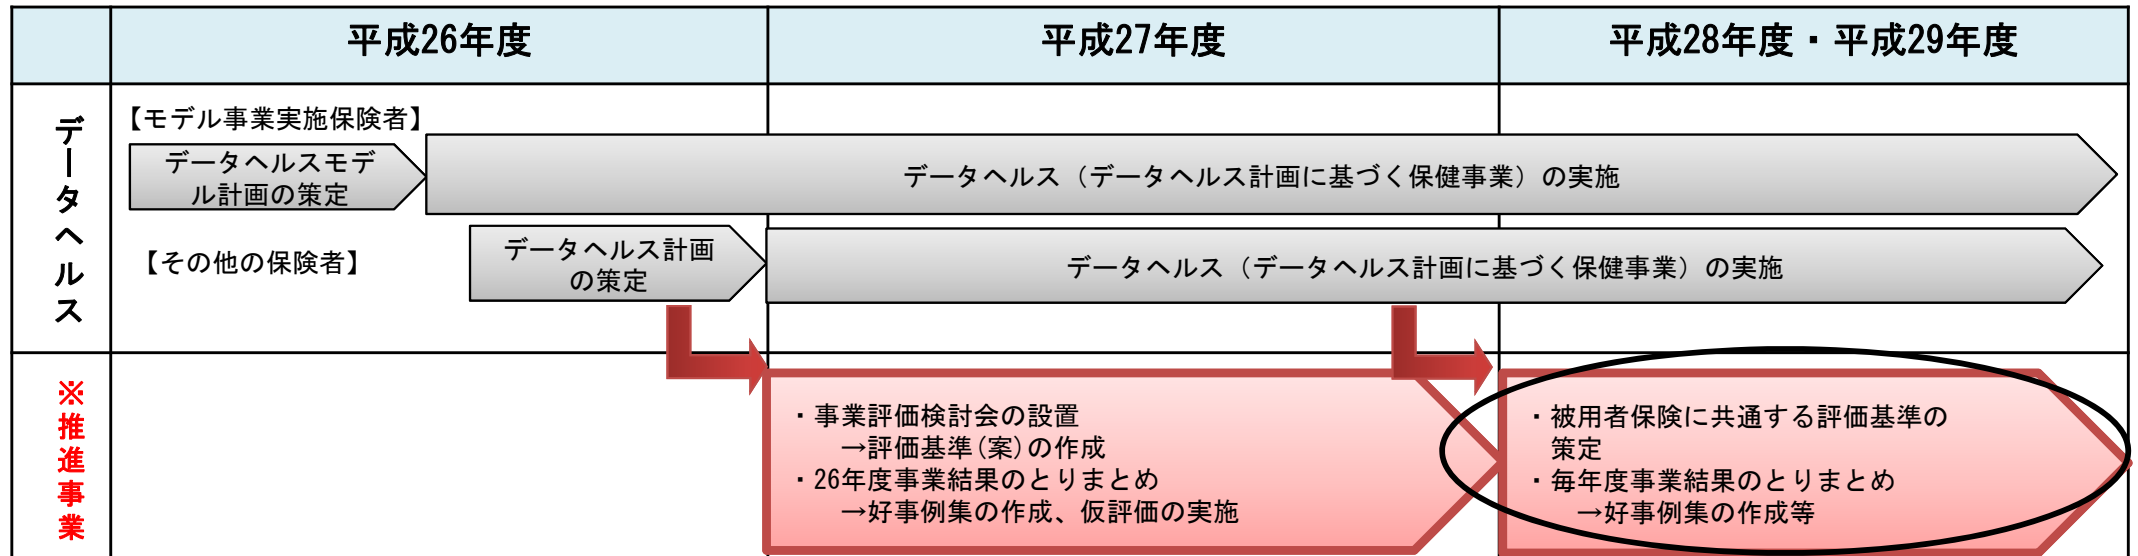 平成26年度
平成27年度
平成28年度・平成29年度
データヘルス
【モデル事業実施保険者】
データヘルスモデ
ル計画の策定
データヘルス（データヘルス計画に基づく保健事業）の実施
【その他の保険者】
データヘルス計画
の策定
データヘルス（データヘルス計画に基づく保健事業）の実施
※推進事業
・事業評価検討会の設置
→評価基準(案)の作成
・26年度事業結果のとりまとめ
→好事例集の作成、仮評価の実施
・被用者保険に共通する評価基準の
策定
・毎年度事業結果のとりまとめ
→好事例集の作成等